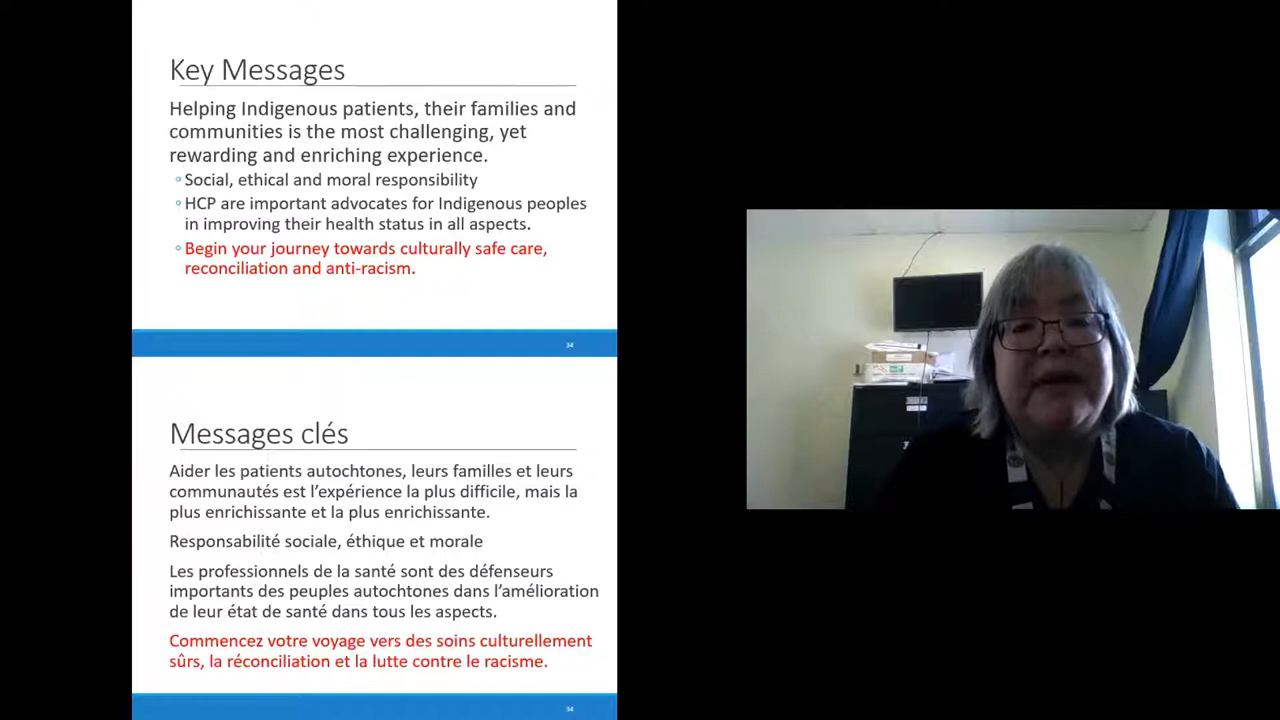 Key Messages
Helping Indigenous patients, their families and
communities is the most challenging, yet
rewarding and enriching experience.
Social, ethical and moral responsibility
HCP are important advocates for Indigenous peoples
in improving their health status in all aspects.
Begin your journey towards culturally safe care,
reconciliation and anti-racism.
34
Messages clés
Aider les patients autochtones, leurs familles et leurs
communautés est l’expérience la plus difficile, mais la
plus enrichissante et la plus enrichissante.
Responsabilité sociale, éthique et morale
Les professionnels de la santé sont des défenseurs
importants des peuples autochtones dans l’amélioration
de leur état de santé dans tous les aspects.
Commencez votre voyage vers des soins culturellement
sûrs, la réconciliation et la lutte contre le racisme.
34